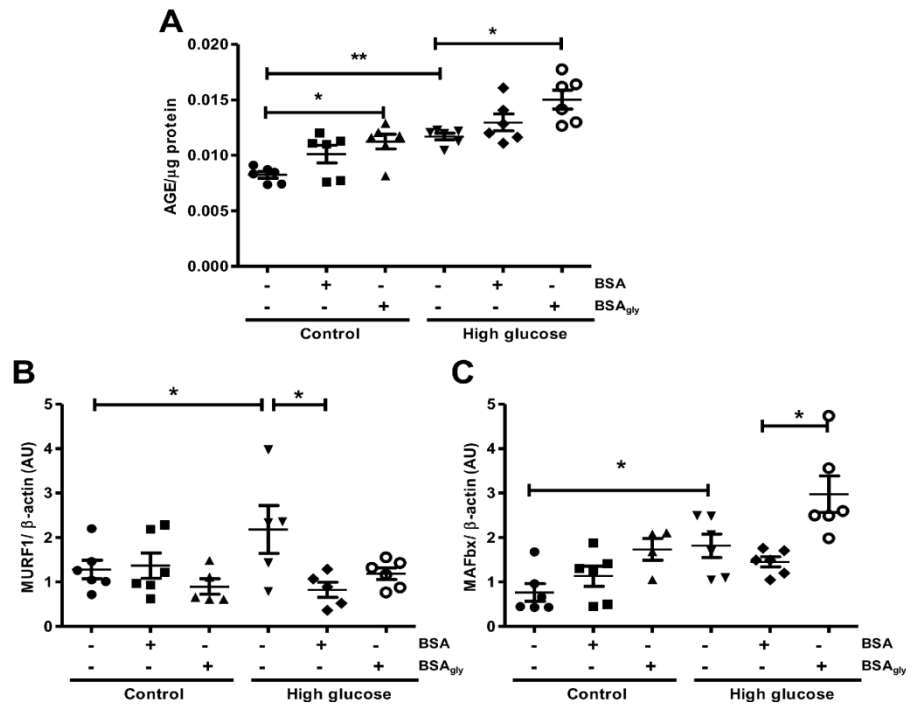 A
AGE/μg protein
0.020
0.015
0.010
0.005
0.000
*
**
*
- + - - + - BSA
- - + - - + BSAgly
Control High glucose
B
MURF1/ β-actin (AU)
5
4
3
2
1
0
* *
- + - - + - BSA
- - + - - + BSAgly
Control High glucose
C
MAFbx/ β-actin (AU)
5
4
3
2
1
0
*
*
- + - - + - BSA
- - + - - + BSAgly
Control High glucose